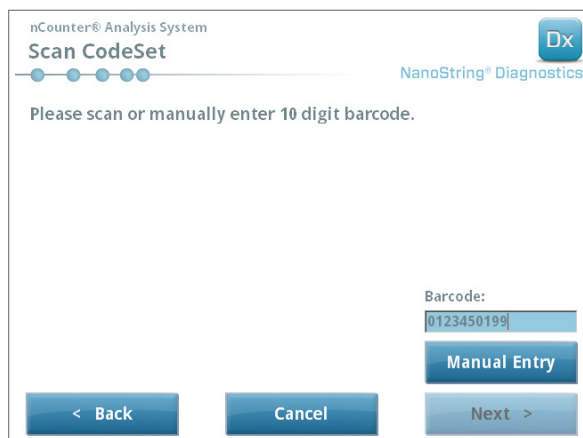 nCounter® Analysis System
Scan CodeSet
Dx
NanoString® Diagnostics
Please scan or manually enter 10 digit barcode.
Barcode:
0123450199
Manual Entry
< Back
Cancel
Next >